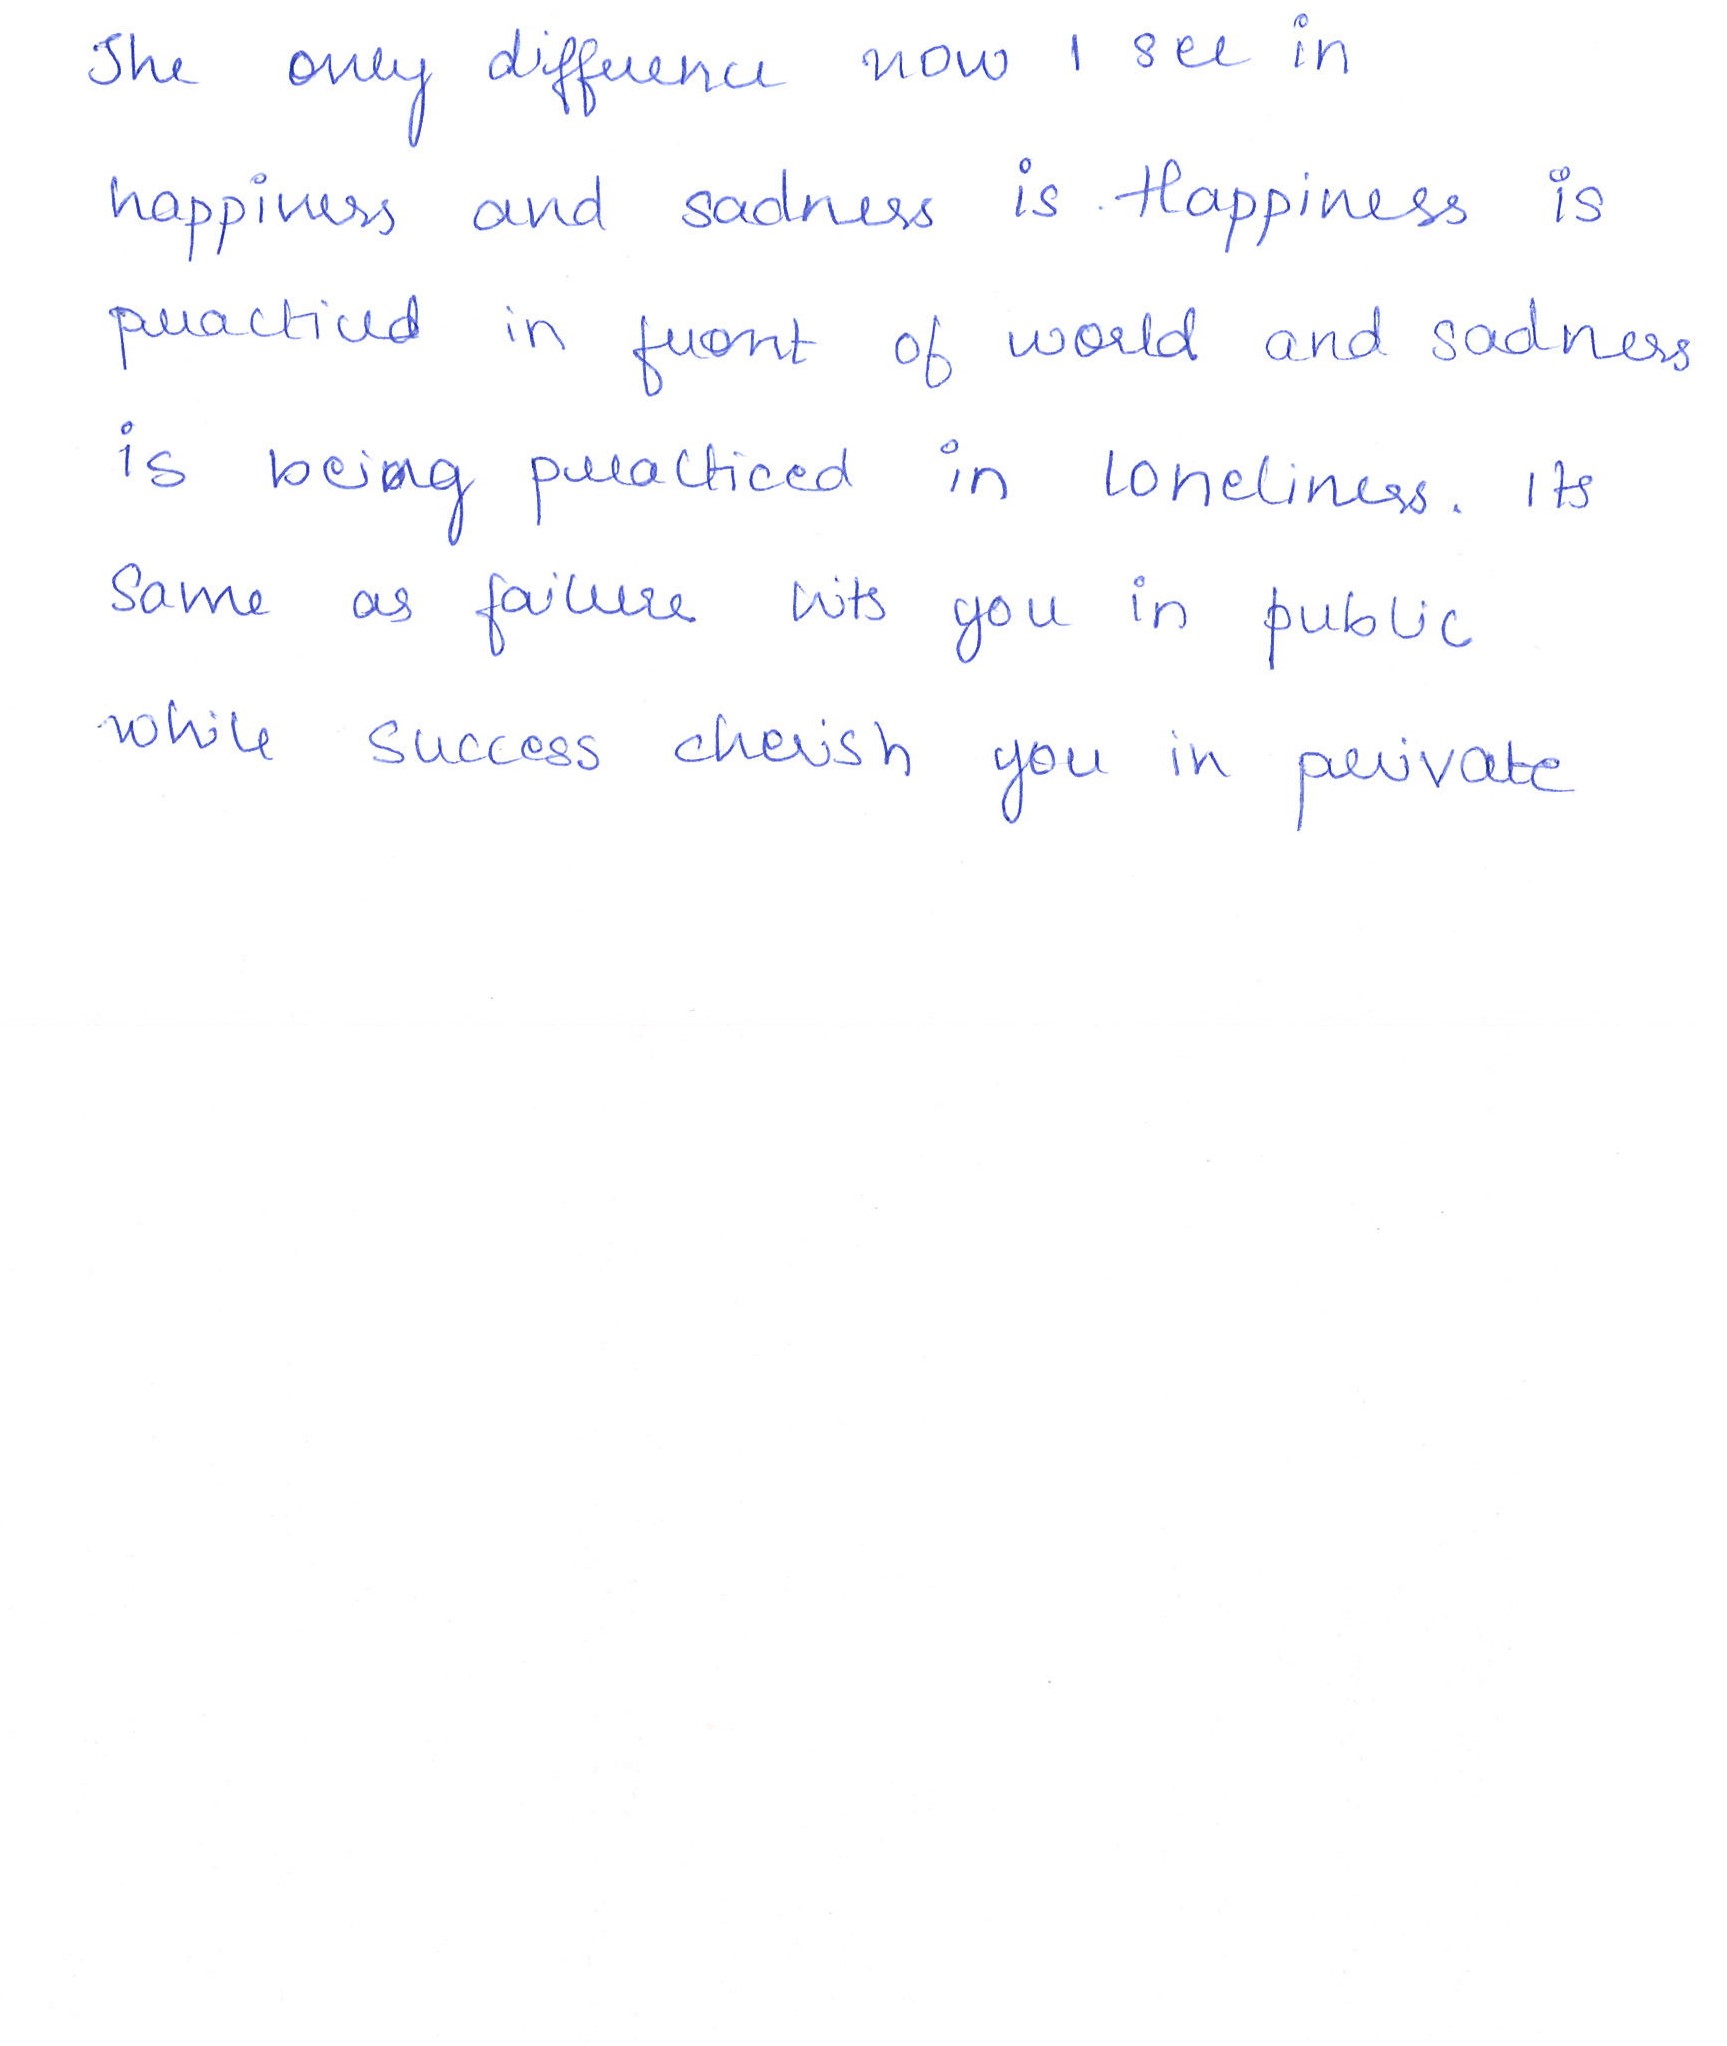 The only difference now I see in
happiness and sadness is Happiness is
practiced in front of world and sadness
is being practiced in loneliness. Its
Same as failure hits you in public
while success cherish you in private